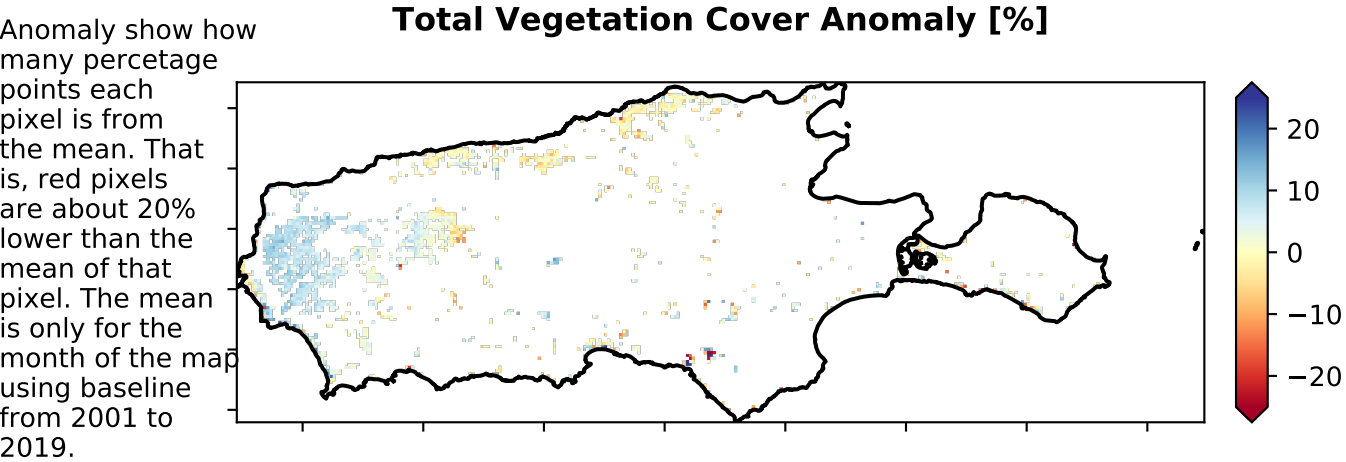 Total Vegetation Cover Anomaly [%]
Anomaly show how
many percetage
points each
pixel is from
the mean. That
is, red pixels
are about 20%
lower than the
mean of that
pixel. The mean
is only for the
month of the map
using baseline
from 2001 to
2019.
20
10
0
−10
−20